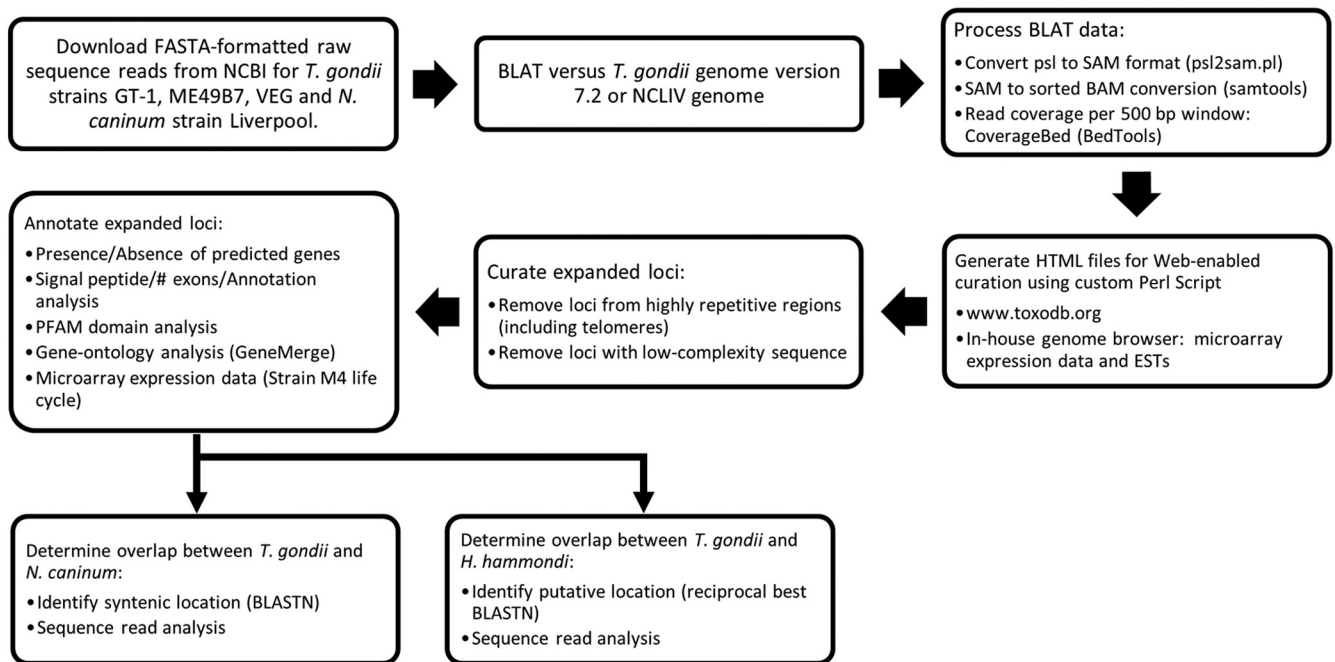 Download FASTA-formatted raw
sequence reads from NCBI for T. gondii
strains GT-1, ME49B7, VEG and N.
caninum strain Liverpool.
BLAT versus T. gondii genome version
7.2 or NCLIV genome
Process BLAT data:
•Convert psl to SAM format (psl2sam.pl)
•SAM to sorted BAM conversion (samtools)
•Read coverage per 500 bp window:
CoverageBed (BedTools)
Generate HTML files for Web-enabled
curation using custom Perl Script
•www.toxodb.org
•In-house genome browser: microarray
expression data and ESTs
Curate expanded loci:
•Remove loci from highly repetitive regions
(including telomeres)
•Remove loci with low-complexity sequence
Annotate expanded loci:
•Presence/Absence of predicted genes
•Signal peptide/# exons/Annotation
analysis
•PFAM domain analysis
•Gene-ontology analysis (GeneMerge)
•Microarray expression data (Strain M4 life
cycle)
Determine overlap between T. gondii and
N. caninum:
•Identify syntenic location (BLASTN)
•Sequence read analysis
Determine overlap between T. gondii and
H. hammondi:
•Identify putative location (reciprocal best
BLASTN)
•Sequence read analysis